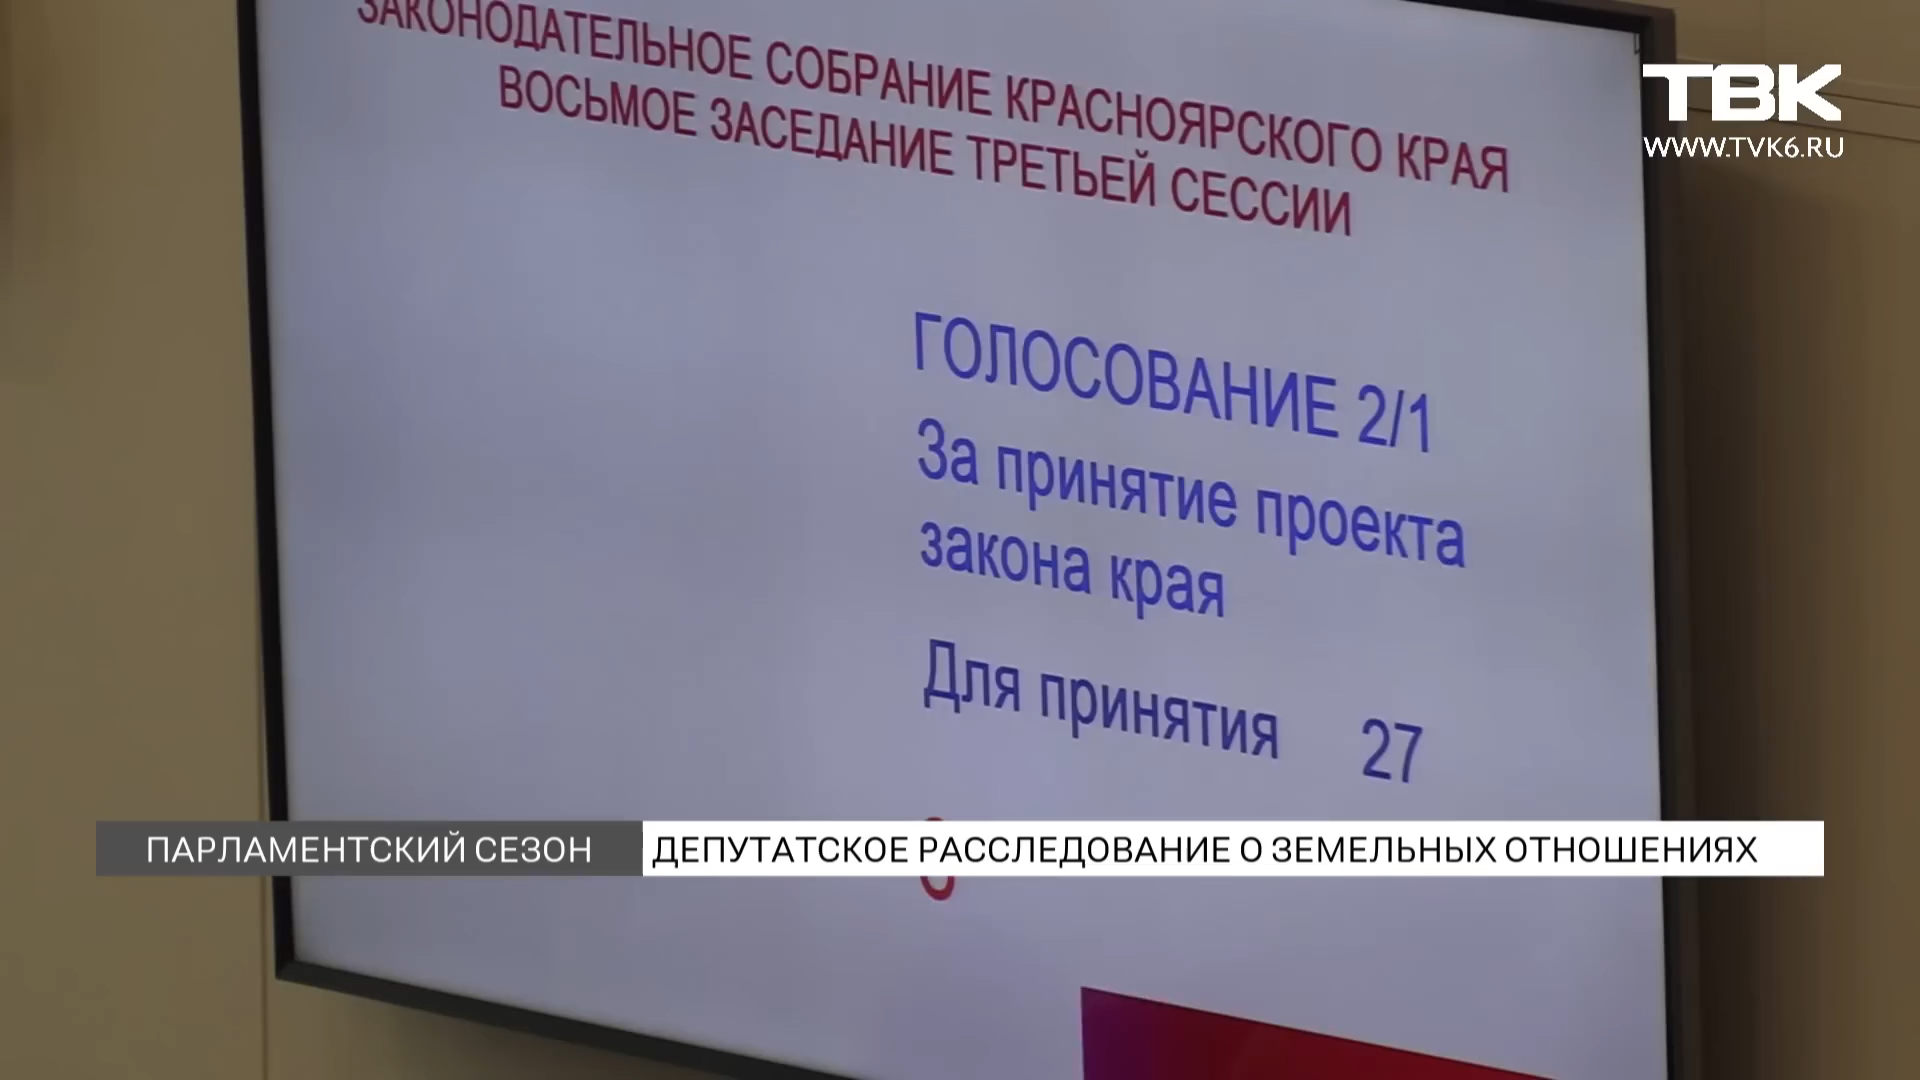 ЗАКОНОДАТЕЛЬНОЕ СОБРАНИЕ КРАСНОЯРСКОГО КРАЯ
ВОСЬМОЕ ЗАСЕДАНИЕ ТРЕТЬЕЙ СЕССИИ
ТВК
WWW.TVK6.RU
ГОЛОСОВАНИЕ 2/1
За принятие проекта
закона края
Для принятия 27
ПАРЛАМЕНТСКИЙ СЕЗОН
ДЕПУТАТСКОЕ РАССЛЕДОВАНИЕ О ЗЕМЕЛЬНЫХ ОТНОШЕНИЯХ